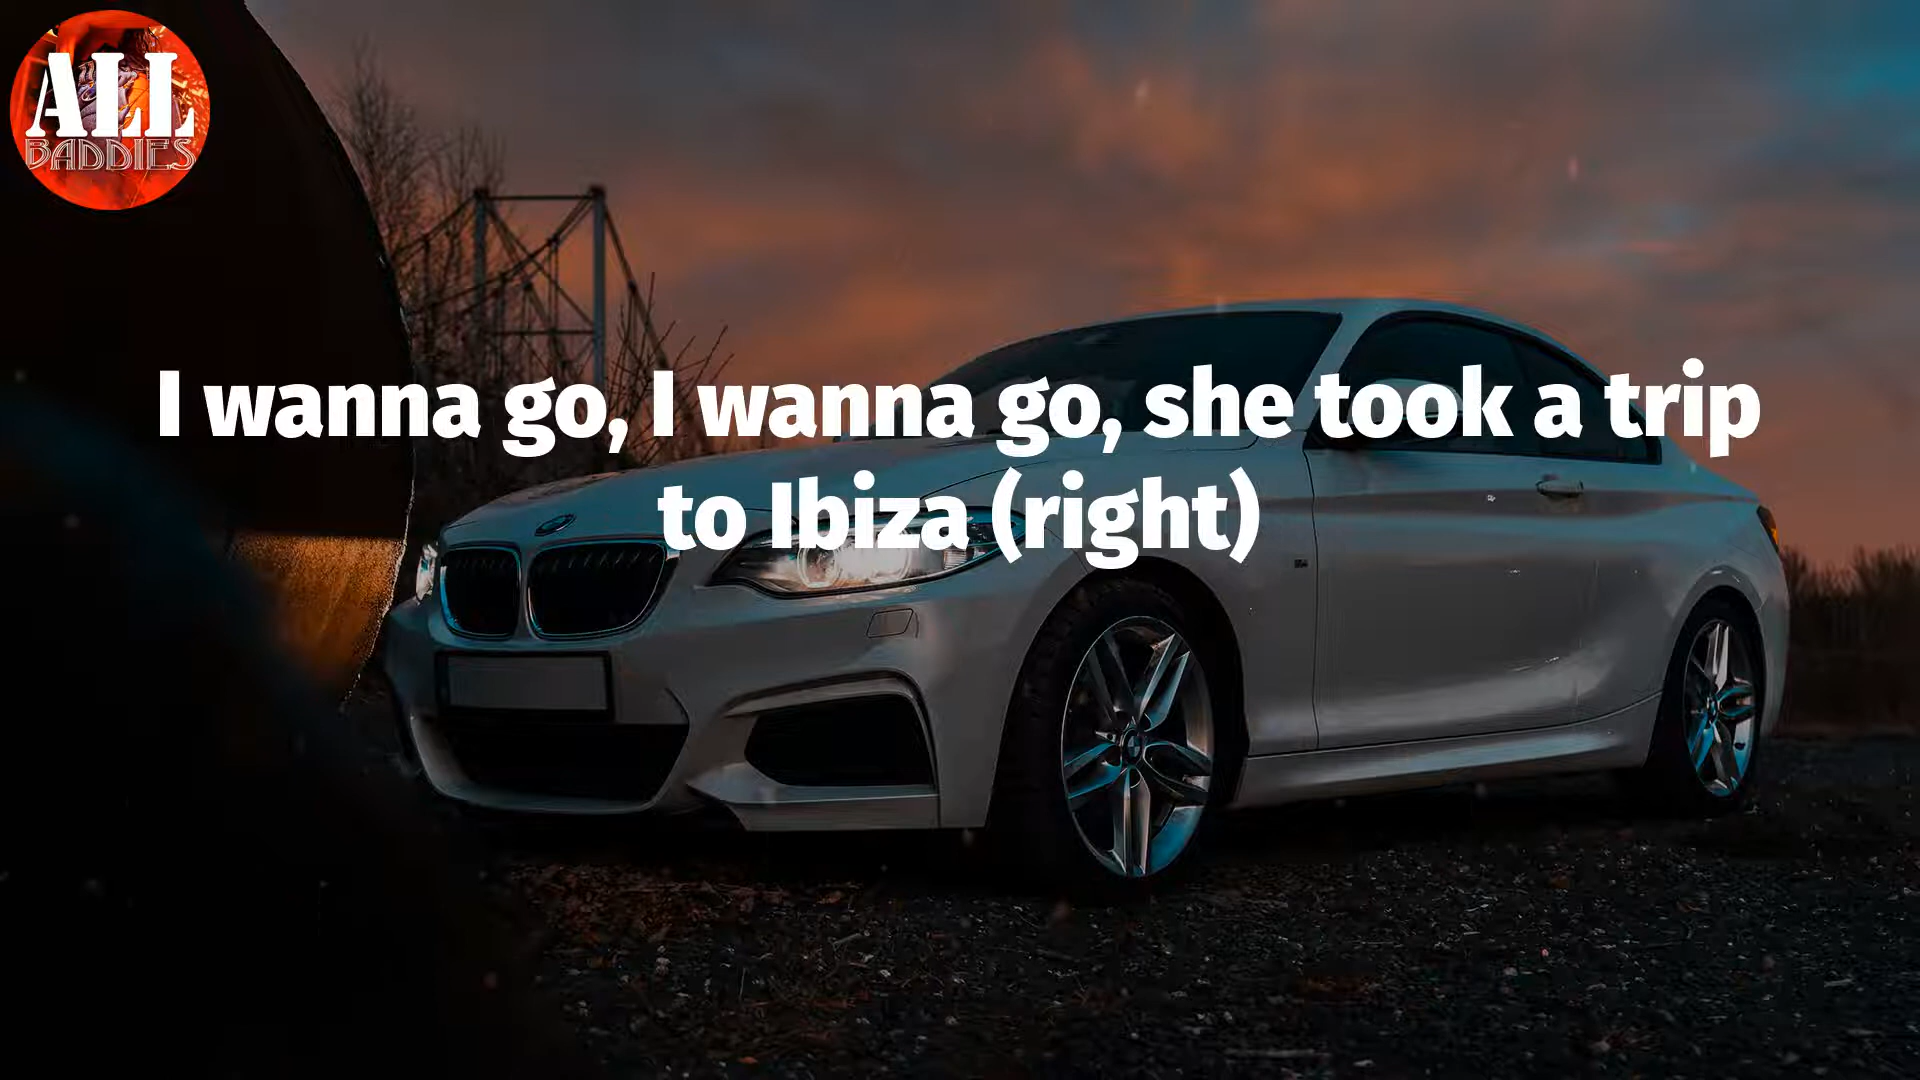 ALL
BADDIES
I wanna go, I wanna go, she took a trip
to Ibiza (right)